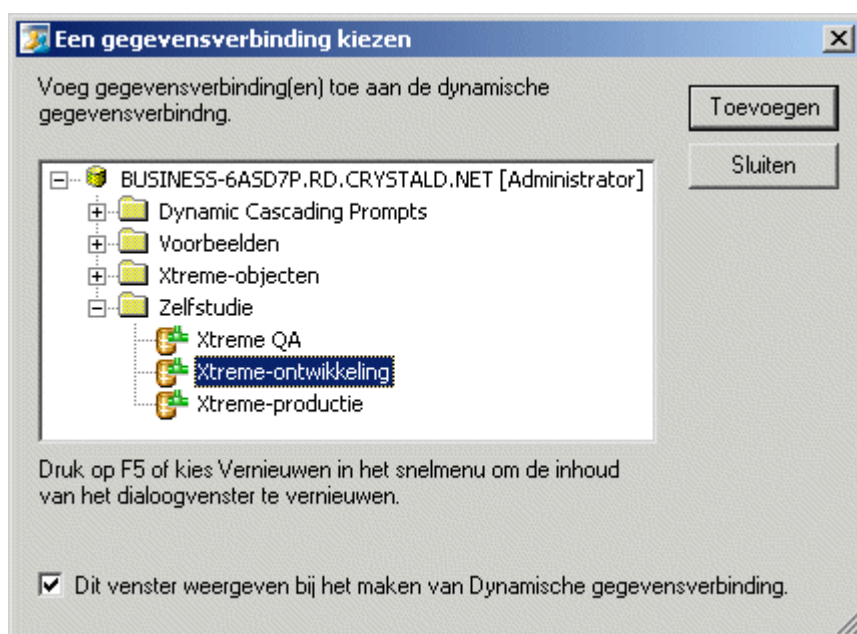 Een gegevensverbinding kiezen
Voeg gegevensverbinding(en) toe aan de dynamische
gegevensverbindng.
Toevoegen
Sluiten
BUSINESS-6ASD7P.RD.CRYSTALD.NET [Administrator]
Dynamic Cascading Prompts
Voorbeelden
Xtreme-objecten
Zelfstudie
Xtreme QA
Xtreme-ontwikkeling
Xtreme-productie
Druk op F5 of kies Vernieuwen in het snelmenu om de inhoud
van het dialoogvenster te vernieuwen.
Dit venster weergeven bij het maken van Dynamische gegevensverbinding.